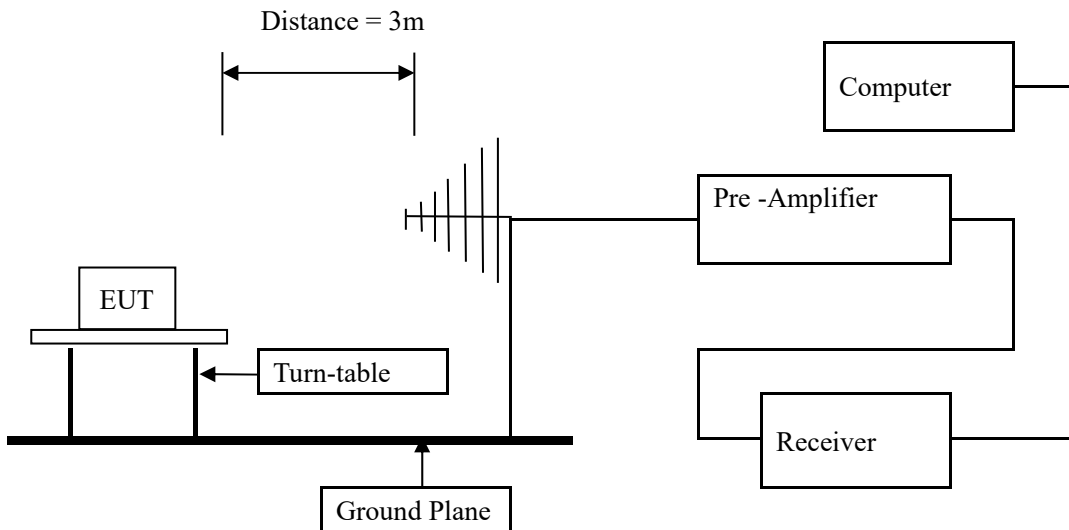 Distance = 3m
Computer
Pre -Amplifier
EUT
Turn-table
Receiver
Ground Plane